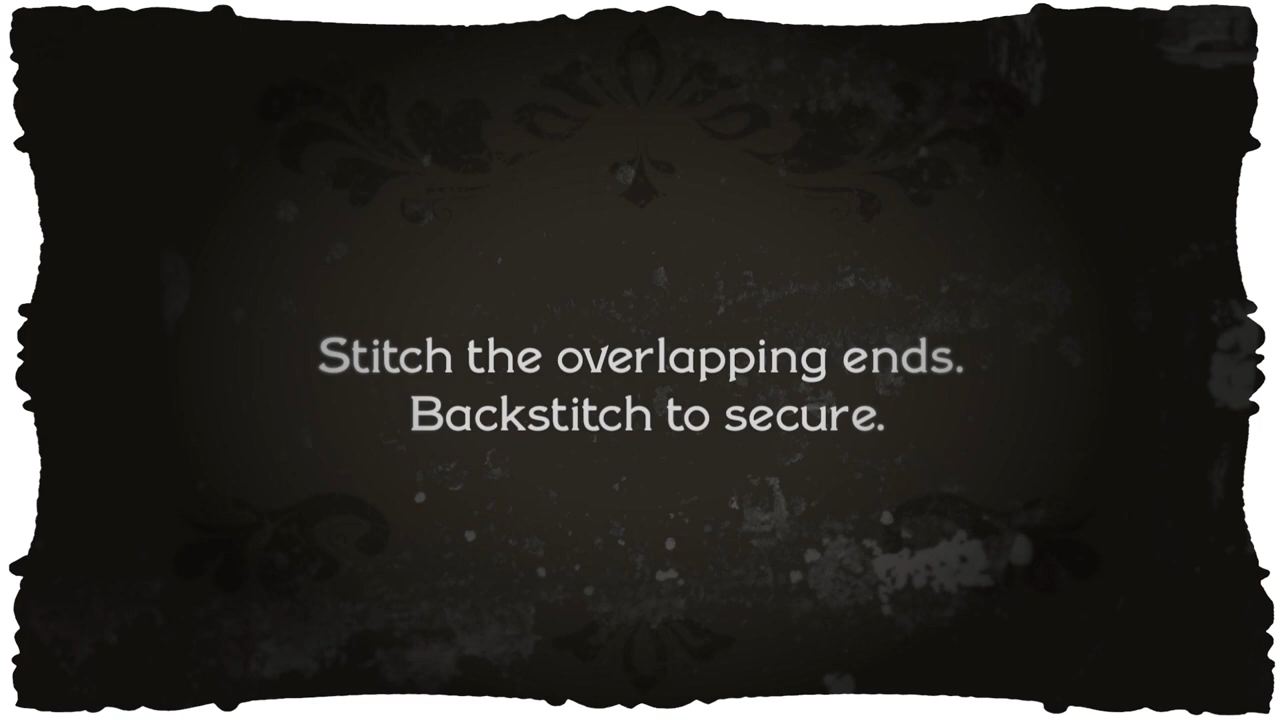 Stitch the overlapping ends.
Backstitch to secure.